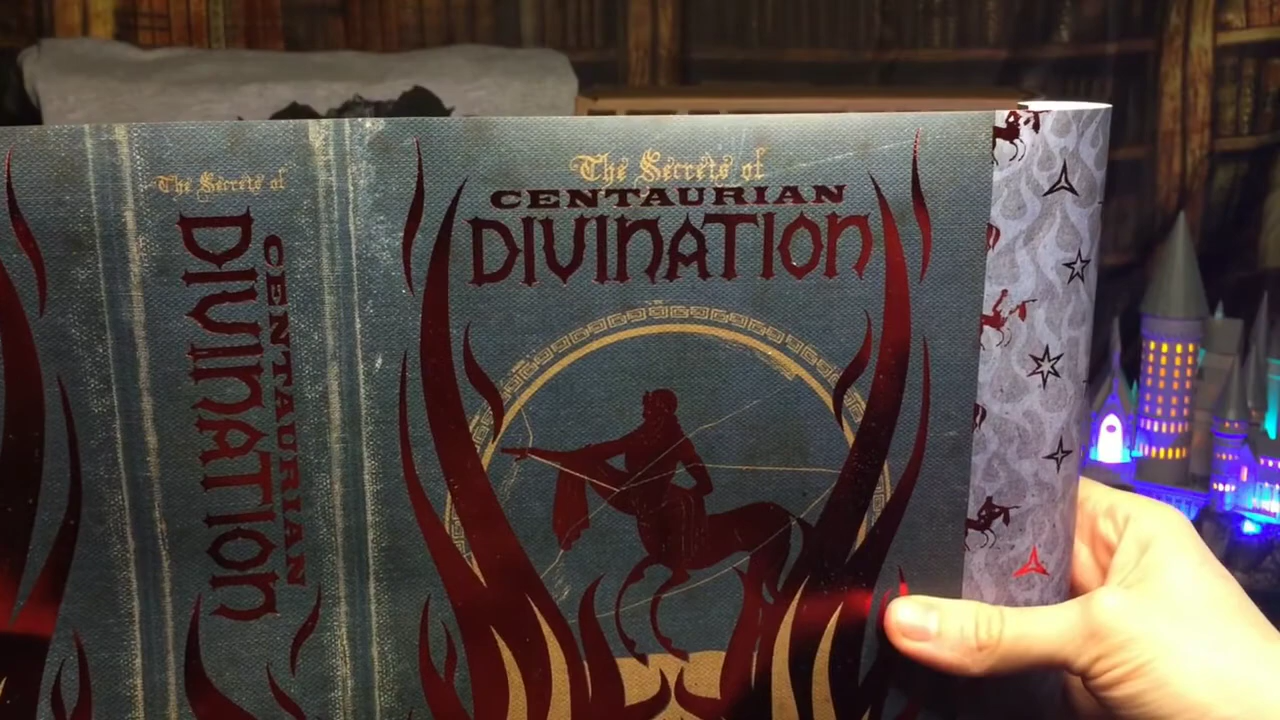 The Secrets of
DIVINATION
CENTAURIAN
The Secrets of
CENTAURIAN
DIVINATION